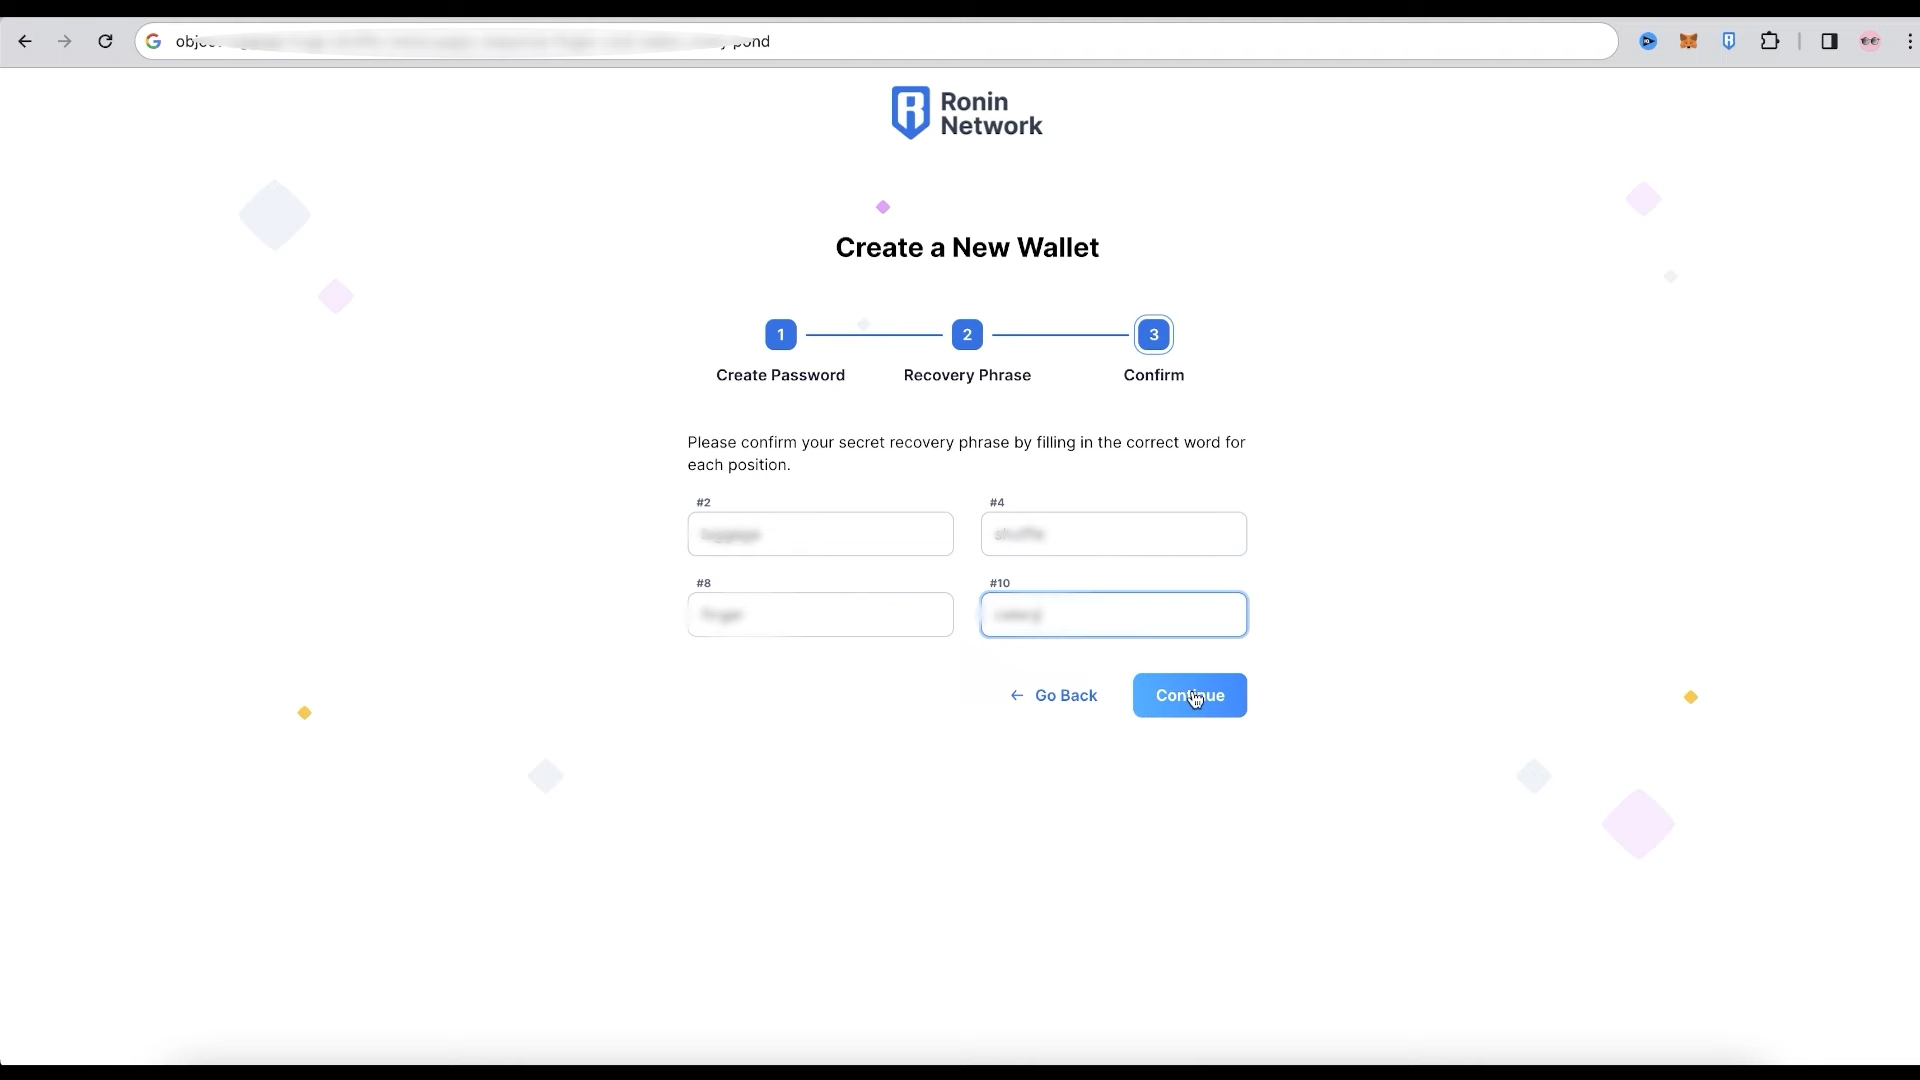 pond
Ronin
Network
Create a New Wallet
1 2 3
Create Password Recovery Phrase Confirm
Please confirm your secret recovery phrase by filling in the correct word for
each position.
#2 #4
#8 #10
← Go Back Continue